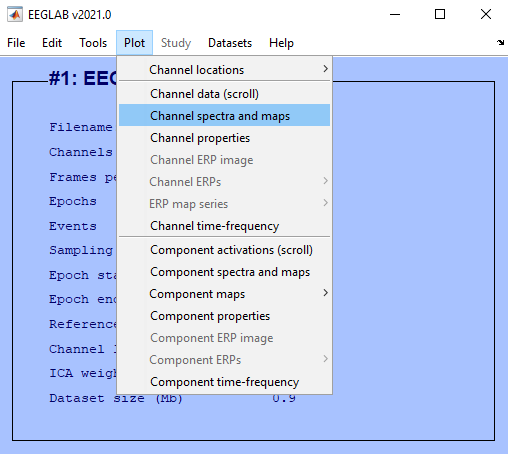 EEGLAB v2021.0
File Edit Tools Plot Study Datasets Help
#1: EEG
Channel locations
Channel data (scroll)
Channel spectra and maps
Channel properties
Channel ERP image
Channel ERPs
ERP map series
Channel time-frequency
Component activations (scroll)
Component spectra and maps
Component maps
Component properties
Component ERP image
Component ERPs
Component time-frequency
Filename
Channels
Frames pe
Epochs
Events
Sampling
Epoch sta
Epoch end
Reference
Channel l
ICA weigh
Dataset size (Mb) 0.9